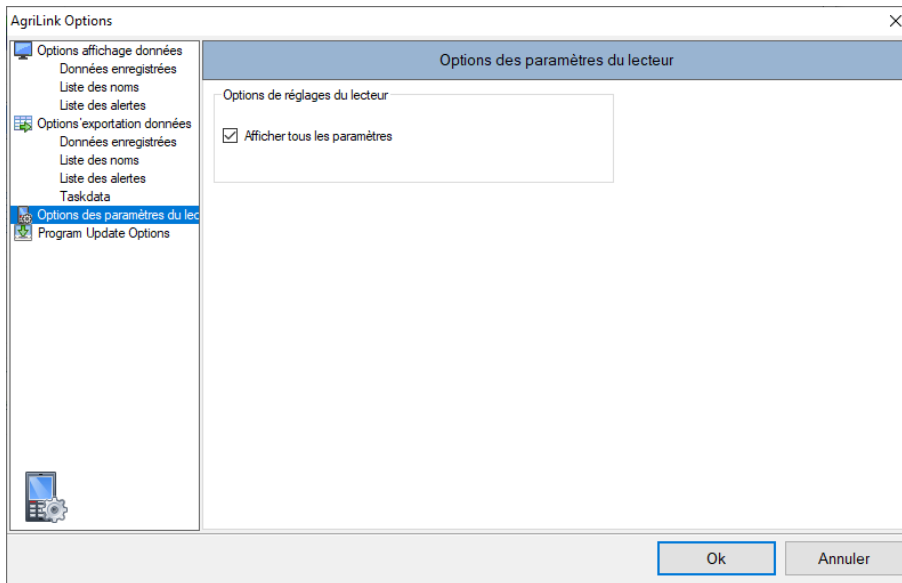 AgriLink Options
Options affichage données
Données enregistrées
Liste des noms
Liste des alertes
Options'exportation données
Données enregistrées
Liste des noms
Liste des alertes
Taskdata
Options des paramètres du lec
Program Update Options
Options des paramètres du lecteur
Options de réglages du lecteur
Afficher tous les paramètres
Ok
Annuler